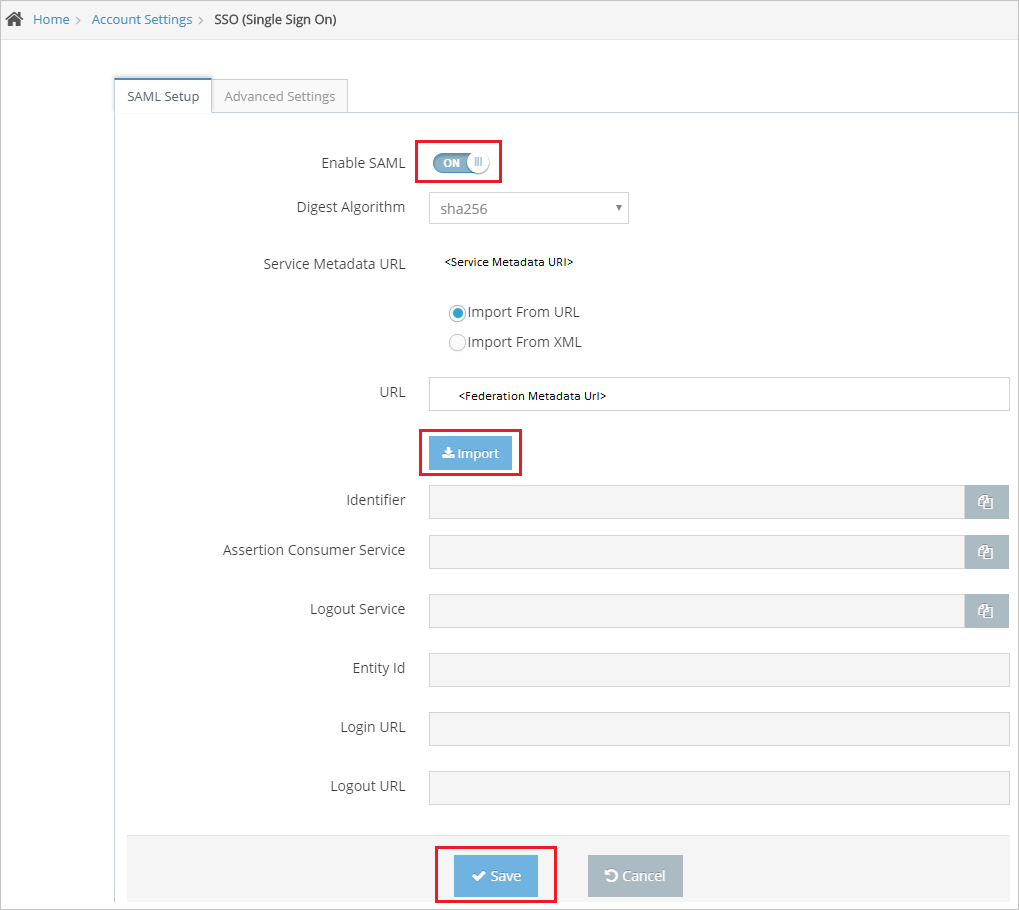 Home > Account Settings > SSO (Single Sign On)
SAML Setup Advanced Settings
Enable SAML ON
Digest Algorithm sha256
Service Metadata URL <Service Metadata URl>
Import From URL
Import From XML
URL <Federation Metadata Url>
Import
Identifier
Assertion Consumer Service
Logout Service
Entity Id
Login URL
Logout URL
Save Cancel